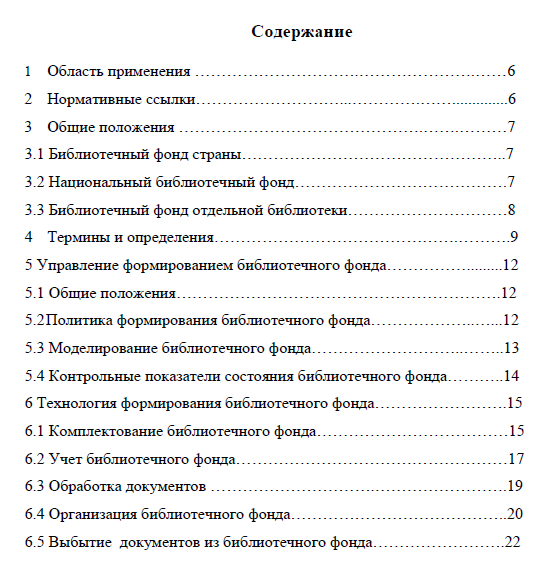 Содержание
1 Область применения ……………………………………………….……6
2 Нормативные ссылки……………………………………………...........6
3 Общие положения …………………………………………………….…7
3.1 Библиотечный фонд страны……………………………………………..7
3.2 Национальный библиотечный фонд……………………………………7
3.3 Библиотечный фонд отдельной библиотеки……………………….…8
4 Термины и определения…………………………………………………….9
5 Управление формированием библиотечного фонда……………….........12
5.1 Общие положения…………………………………………………………12
5.2Политика формирования библиотечного фонда………………..……...12
5.3 Моделирование библиотечного фонда………………………..……….13
5.4 Контрольные показатели состояния библиотечного фонда………..14
6 Технология формирования библиотечного фонда………………………15
6.1 Комплектование библиотечного фонда…………………………………15
6.2 Учет библиотечного фонда………………………………………………17
6.3 Обработка документов …………………………………………………19
6.4 Организация библиотечного фонда……………………………………20
6.5 Выбытие документов из библиотечного фонда……………………….22